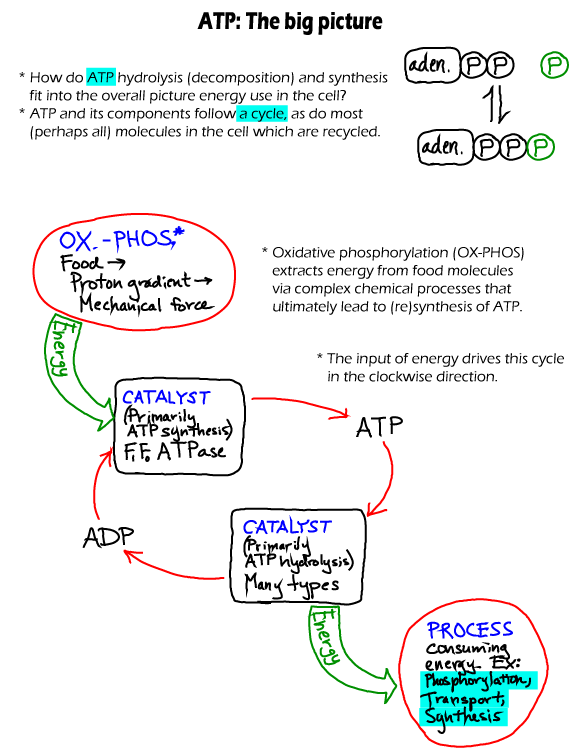 ATP: The big picture
* How do ATP hydrolysis (decomposition) and synthesis
fit into the overall picture energy use in the cell?
* ATP and its components follow a cycle, as do most
(perhaps all) molecules in the cell which are recycled.
aden. P P P
aden. P P P
OX.-PHOS.*
Food →
Proton gradient →
Mechanical force
* Oxidative phosphorylation (OX-PHOS)
extracts energy from food molecules
via complex chemical processes that
ultimately lead to (re)synthesis of ATP.
Energy
* The input of energy drives this cycle
in the clockwise direction.
CATALYST
(Primarily
ATP synthesis)
F₁F₀ ATPase
ATP
ADP
CATALYST
(Primarily
ATP hydrolysis)
Many types
Energy
PROCESS
consuming
energy. Ex:
Phosphorylation,
Transport,
Synthesis